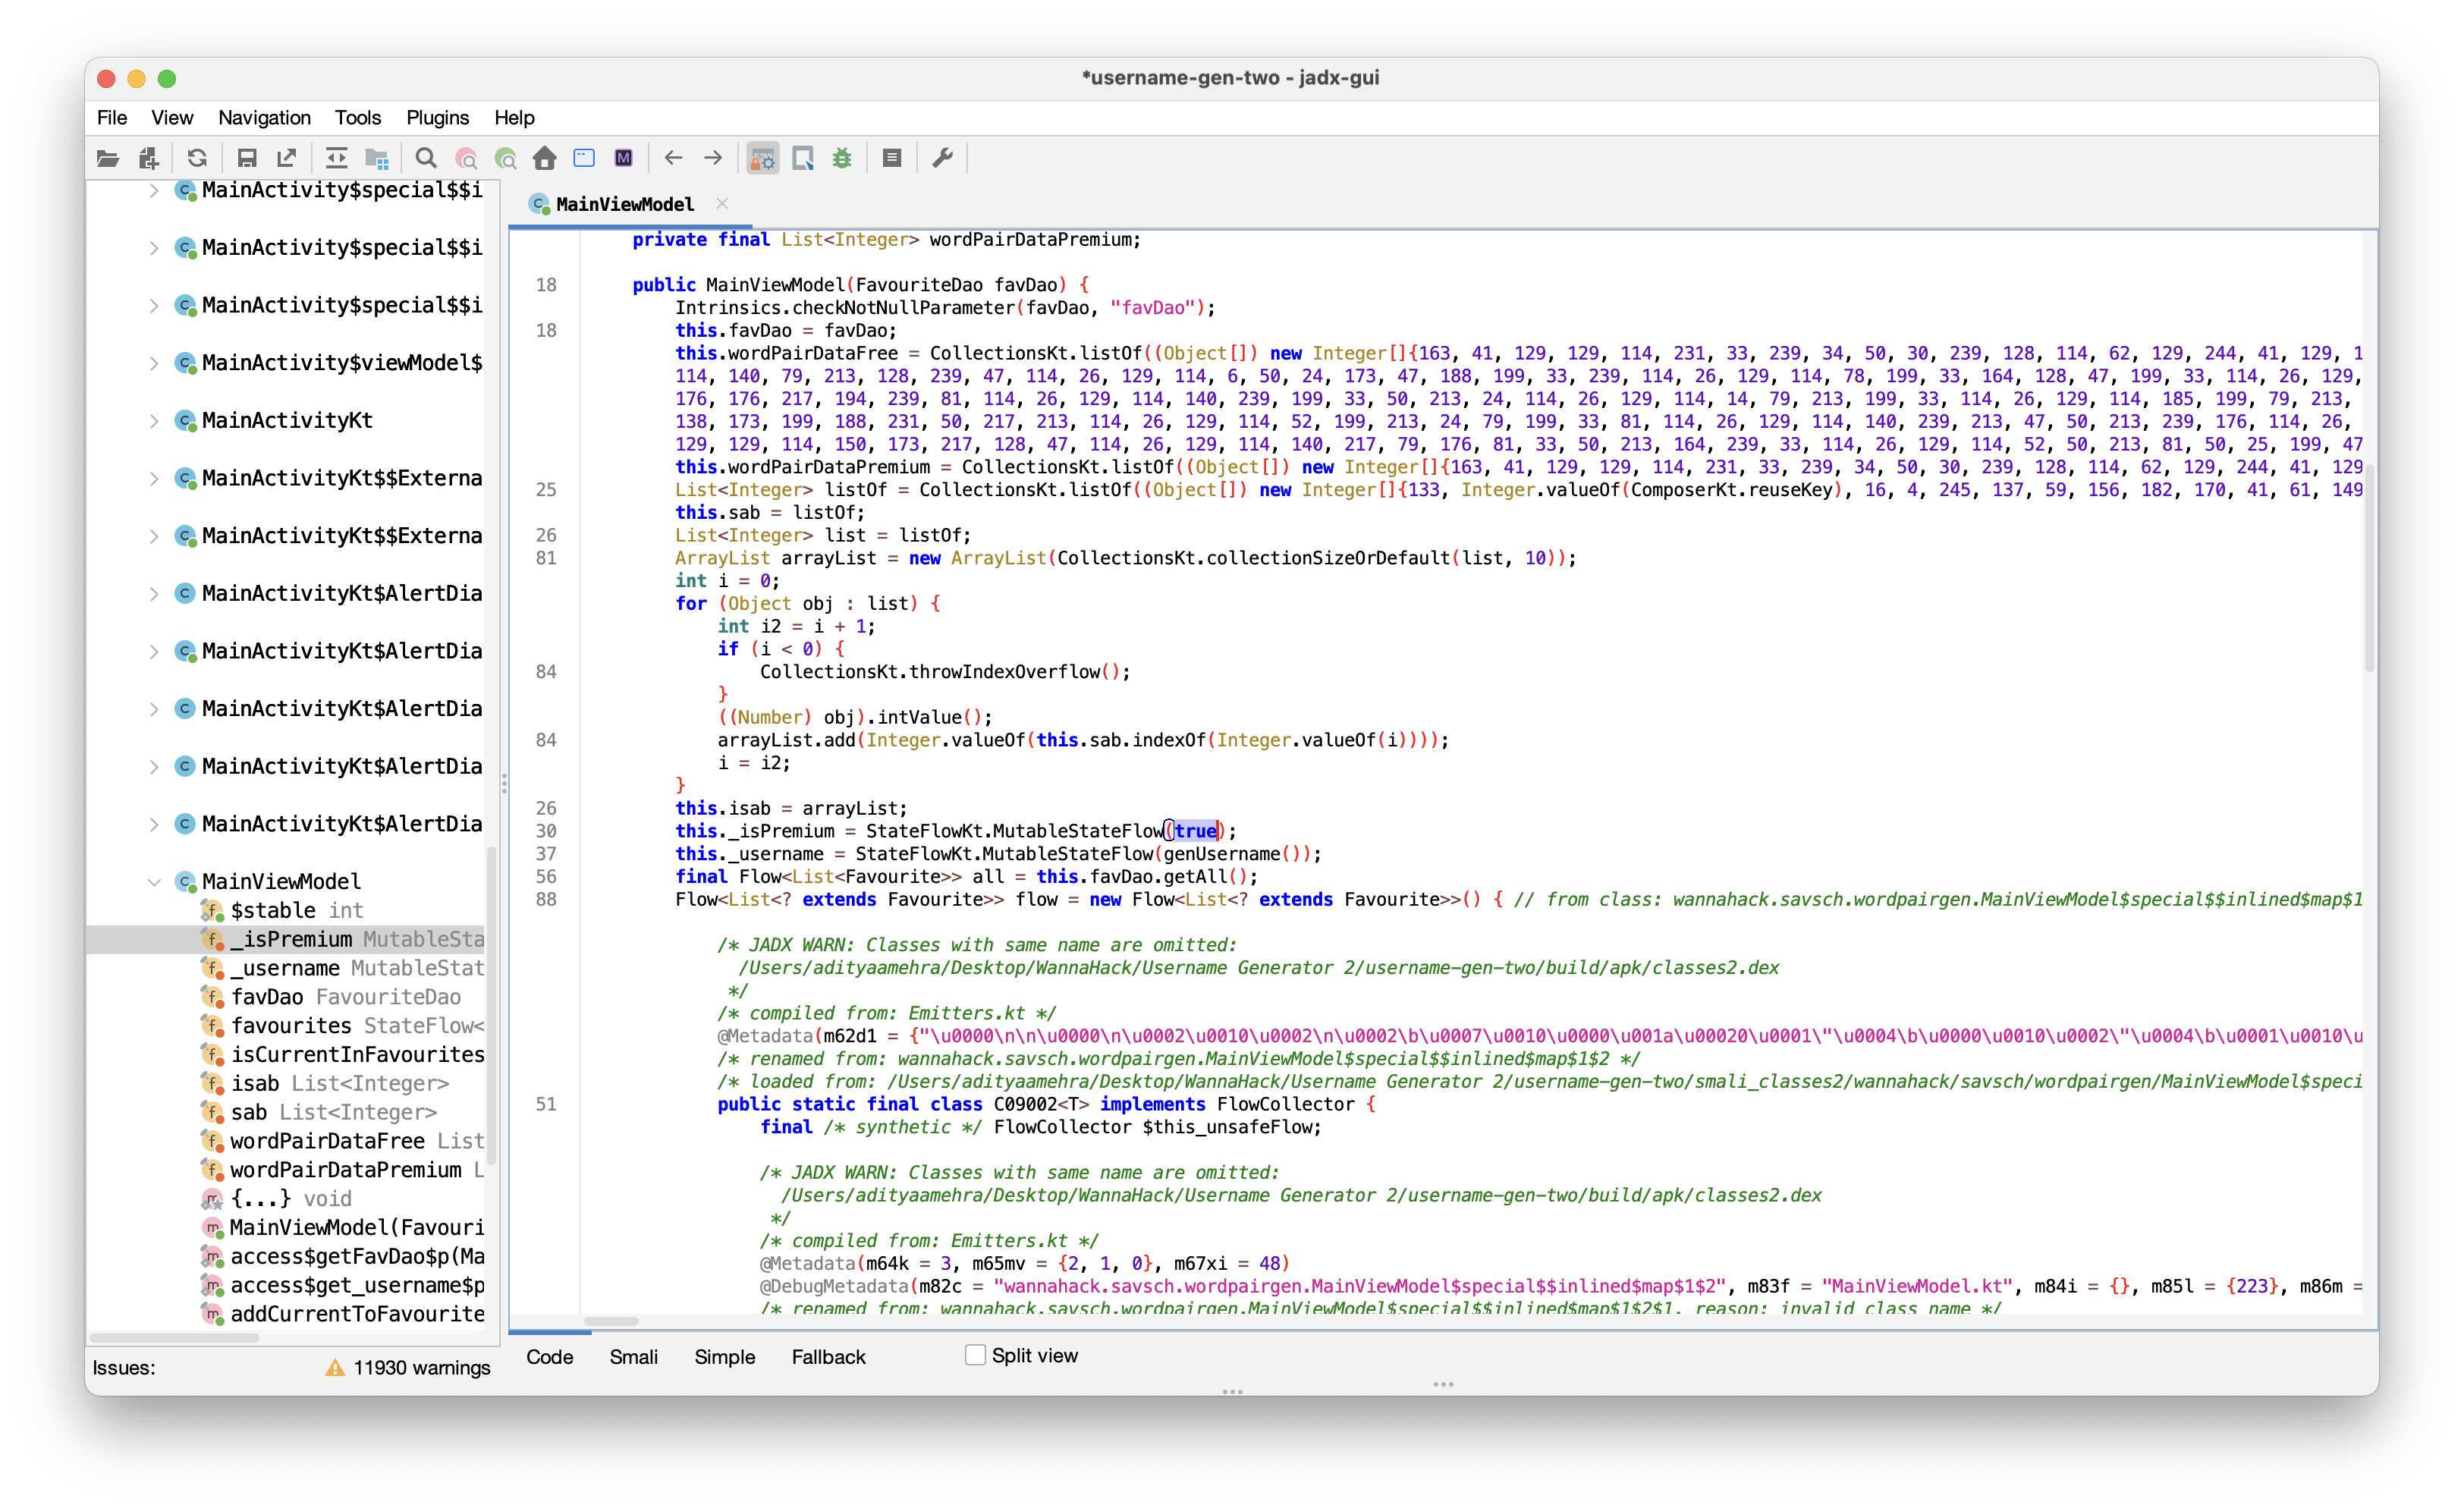 *username-gen-two - jadx-gui
File View Navigation Tools Plugins Help
MainActivity$special$$i
MainActivity$special$$i
MainActivity$special$$i
MainActivity$viewModel$
MainActivityKt
MainActivityKt$$Externa
MainActivityKt$$Externa
MainActivityKt$AlertDia
MainActivityKt$AlertDia
MainActivityKt$AlertDia
MainActivityKt$AlertDia
MainActivityKt$AlertDia
MainViewModel
$stable int
_isPremium MutableSta
_username MutableStat
favDao FavouriteDao
favourites StateFlow<
isCurrentInFavourites
isab List<Integer>
sab List<Integer>
wordPairDataFree List
wordPairDataPremium L
{...} void
MainViewModel(Favouri
access$getFavDao$p(Ma
access$get_username$p
addCurrentToFavourite
Issues: 11930 warnings
MainViewModel
private final List<Integer> wordPairDataPremium;
18 public MainViewModel(FavouriteDao favDao) {
Intrinsics.checkNotNullParameter(favDao, "favDao");
18 this.favDao = favDao;
this.wordPairDataFree = CollectionsKt.listOf((Object[]) new Integer[]{163, 41, 129, 129, 114, 231, 33, 239, 34, 50, 30, 239, 128, 114, 62, 129, 244, 41, 129, 1
114, 140, 79, 213, 128, 239, 47, 114, 26, 129, 114, 6, 50, 24, 173, 47, 188, 199, 33, 239, 114, 26, 129, 114, 78, 199, 33, 164, 128, 47, 199, 33, 114, 26, 129,
176, 176, 217, 194, 239, 81, 114, 26, 129, 114, 140, 239, 199, 33, 50, 213, 24, 114, 26, 129, 114, 14, 79, 213, 199, 33, 114, 26, 129, 114, 185, 199, 79, 213,
138, 173, 199, 188, 231, 50, 217, 213, 114, 26, 129, 114, 52, 199, 213, 24, 79, 199, 33, 81, 114, 26, 129, 114, 140, 239, 213, 47, 50, 213, 239, 176, 114, 26,
129, 129, 114, 150, 173, 217, 128, 47, 114, 26, 129, 114, 140, 217, 79, 176, 81, 33, 50, 213, 164, 239, 33, 114, 26, 129, 114, 52, 50, 213, 81, 50, 25, 199, 47
this.wordPairDataPremium = CollectionsKt.listOf((Object[]) new Integer[]{163, 41, 129, 129, 114, 231, 33, 239, 34, 50, 30, 239, 128, 114, 62, 129, 244, 41, 129
25 List<Integer> listOf = CollectionsKt.listOf((Object[]) new Integer[]{133, Integer.valueOf(ComposerKt.reuseKey), 16, 4, 245, 137, 59, 156, 182, 170, 41, 61, 149
this.sab = listOf;
26 List<Integer> list = listOf;
81 ArrayList arrayList = new ArrayList(CollectionsKt.collectionSizeOrDefault(list, 10));
int i = 0;
for (Object obj : list) {
int i2 = i + 1;
if (i < 0) {
84 CollectionsKt.throwIndexOverflow();
}
((Number) obj).intValue();
84 arrayList.add(Integer.valueOf(this.sab.indexOf(Integer.valueOf(i))));
i = i2;
}
26 this.isab = arrayList;
30 this._isPremium = StateFlowKt.MutableStateFlow(true);
37 this._username = StateFlowKt.MutableStateFlow(genUsername());
56 final Flow<List<Favourite>> all = this.favDao.getAll();
88 Flow<List<? extends Favourite>> flow = new Flow<List<? extends Favourite>>() { // from class: wannahack.savsch.wordpairgen.MainViewModel$special$$inlined$map$1
/* JADX WARN: Classes with same name are omitted:
/Users/adityaamehra/Desktop/WannaHack/Username Generator 2/username-gen-two/build/apk/classes2.dex
*/
/* compiled from: Emitters.kt */
@Metadata(m62d1 = {"\u0000\n\n\u0000\n\u0002\u0010\u0002\n\u0002\b\u0007\u0010\u0000\u001a\u00020\u0001\"\u0004\b\u0000\u0010\u0002\"\u0004\b\u0001\u0010\u
/* renamed from: wannahack.savsch.wordpairgen.MainViewModel$special$$inlined$map$1$2 */
/* loaded from: /Users/adityaamehra/Desktop/WannaHack/Username Generator 2/username-gen-two/smali_classes2/wannahack/savsch/wordpairgen/MainViewModel$speci
51 public static final class C09002<T> implements FlowCollector {
final /* synthetic */ FlowCollector $this_unsafeFlow;
/* JADX WARN: Classes with same name are omitted:
/Users/adityaamehra/Desktop/WannaHack/Username Generator 2/username-gen-two/build/apk/classes2.dex
*/
/* compiled from: Emitters.kt */
@Metadata(m64k = 3, m65mv = {2, 1, 0}, m67xi = 48)
@DebugMetadata(m82c = "wannahack.savsch.wordpairgen.MainViewModel$special$$inlined$map$1$2", m83f = "MainViewModel.kt", m84i = {}, m85l = {223}, m86m =
/* renamed from: wannahack.savsch.wordpairgen.MainViewModel$special$$inlined$map$1$2$1, reason: invalid class name */
Code Smali Simple Fallback Split view